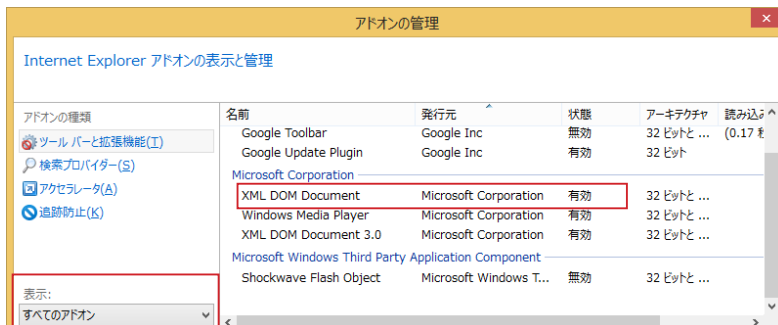 アドオンの管理
Internet Explorer アドオンの表示と管理
アドオンの種類
ツール バーと拡張機能(T)
検索プロバイダー(S)
アクセラレータ(A)
追跡防止(K)
表示:
すべてのアドオン
名前 発行元 状態 アーキテクチャ 読み込み
Google Toolbar Google Inc 無効 32 ビットと ... (0.17 秒
Google Update Plugin Google Inc 有効 32 ビット
Microsoft Corporation
XML DOM Document Microsoft Corporation 有効 32 ビットと ...
Windows Media Player Microsoft Corporation 有効 32 ビットと ...
XML DOM Document 3.0 Microsoft Corporation 有効 32 ビットと ...
Microsoft Windows Third Party Application Component
Shockwave Flash Object Microsoft Windows T... 無効 32 ビットと ...